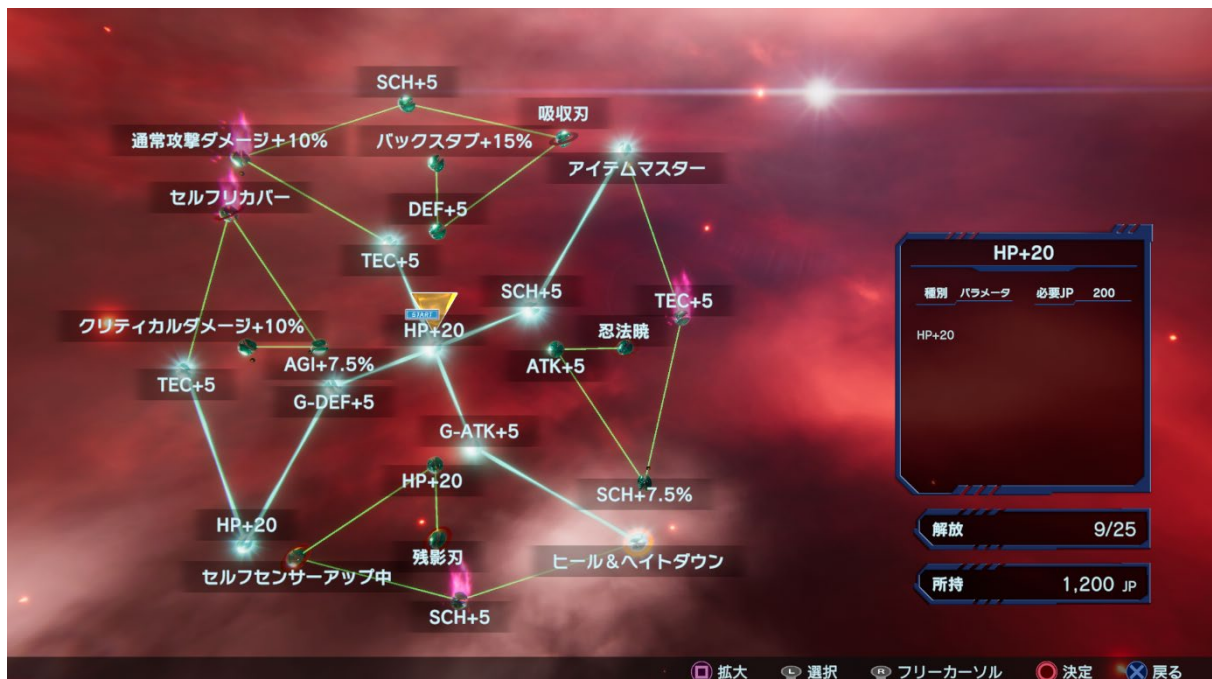 SCH+5
吸収刃
通常攻撃ダメージ+10%
バックスタブ+15%
アイテムマスター
セルフリカバー
DEF+5
TEC+5
SCH+5
TEC+5
START
HP+20
クリティカルダメージ+10%
忍法暁
AGI+7.5%
ATK+5
TEC+5
G-DEF+5
G-ATK+5
HP+20
SCH+7.5%
HP+20
残影刃
ヒール&ヘイトダウン
セルフセンサーアップ中
SCH+5
HP+20
種別 パラメータ 必要JP 200
HP+20
解放 9/25
所持 1,200 JP
拡大 L 選択 R フリーカーソル 決定 戻る